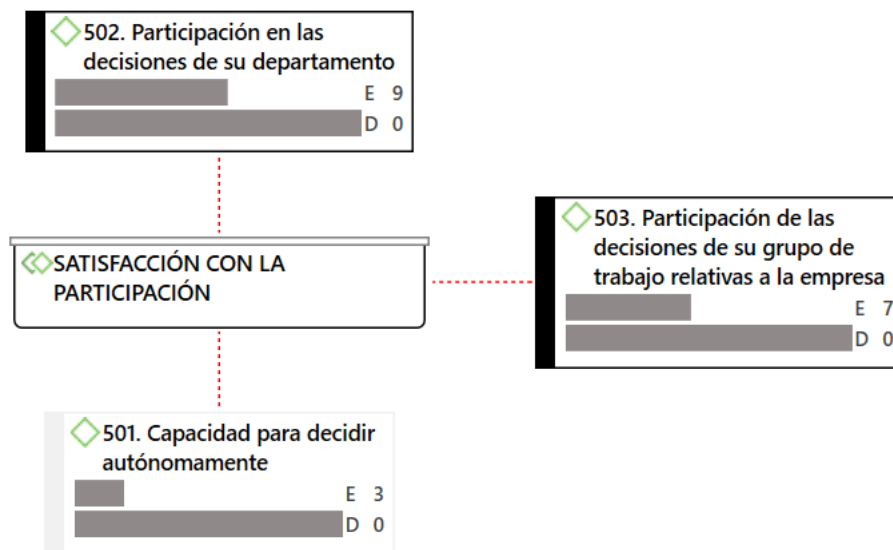 502. Participación en las
decisiones de su departamento
E 9
D 0
SATISFACCIÓN CON LA
PARTICIPACIÓN
503. Participación de las
decisiones de su grupo de
trabajo relativas a la empresa
E 7
D 0
501. Capacidad para decidir
autónomamente
E 3
D 0